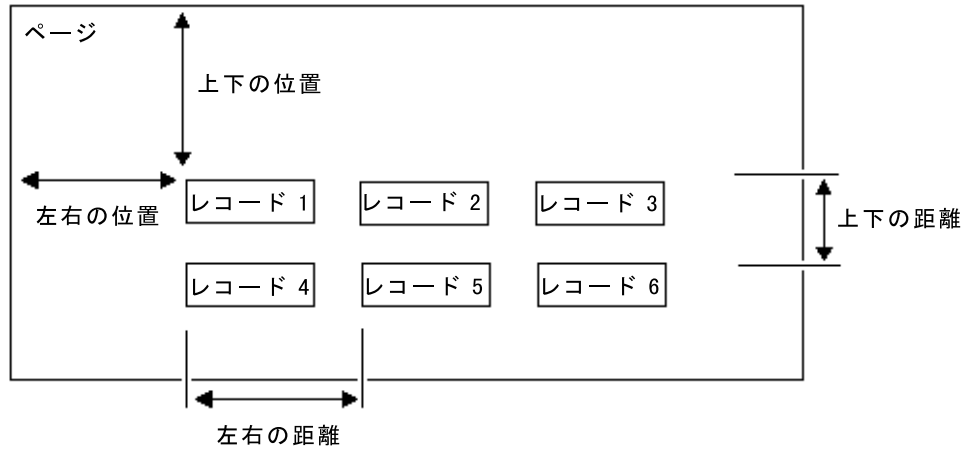 ページ
上下の位置
左右の位置
レコード 1
レコード 2
レコード 3
上下の距離
レコード 4
レコード 5
レコード 6
左右の距離